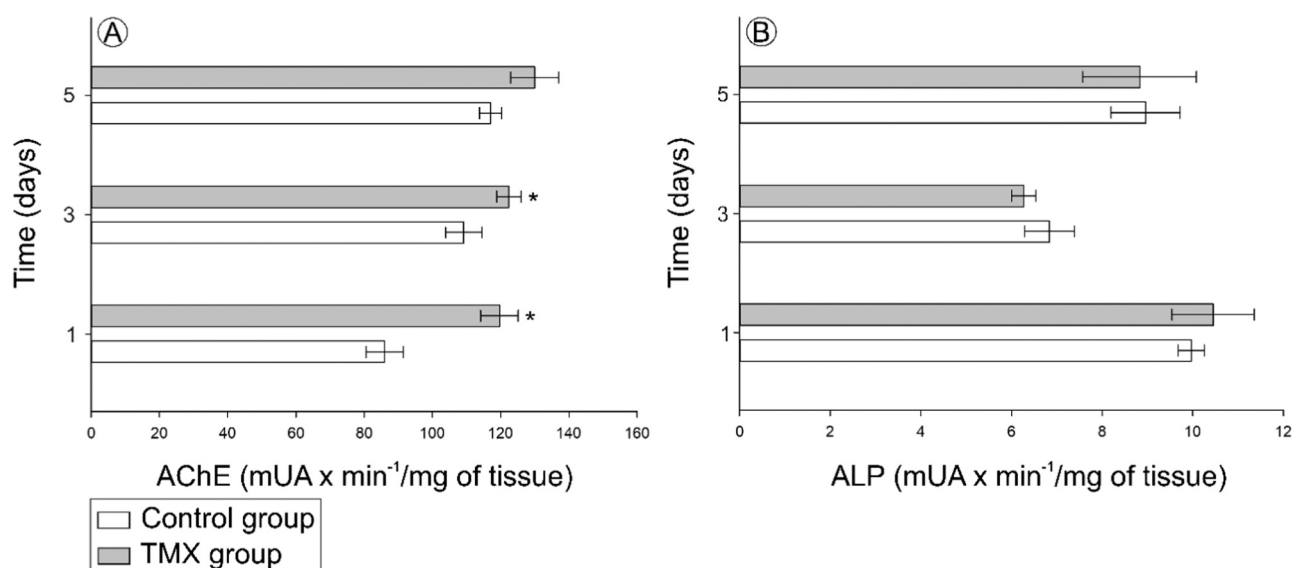 A
Time (days)
5
*
3
*
1
0 20 40 60 80 100 120 140 160
AChE (mUA x min⁻¹/mg of tissue)
B
Time (days)
5
3
1
0 2 4 6 8 10 12
ALP (mUA x min⁻¹/mg of tissue)
Control group
TMX group